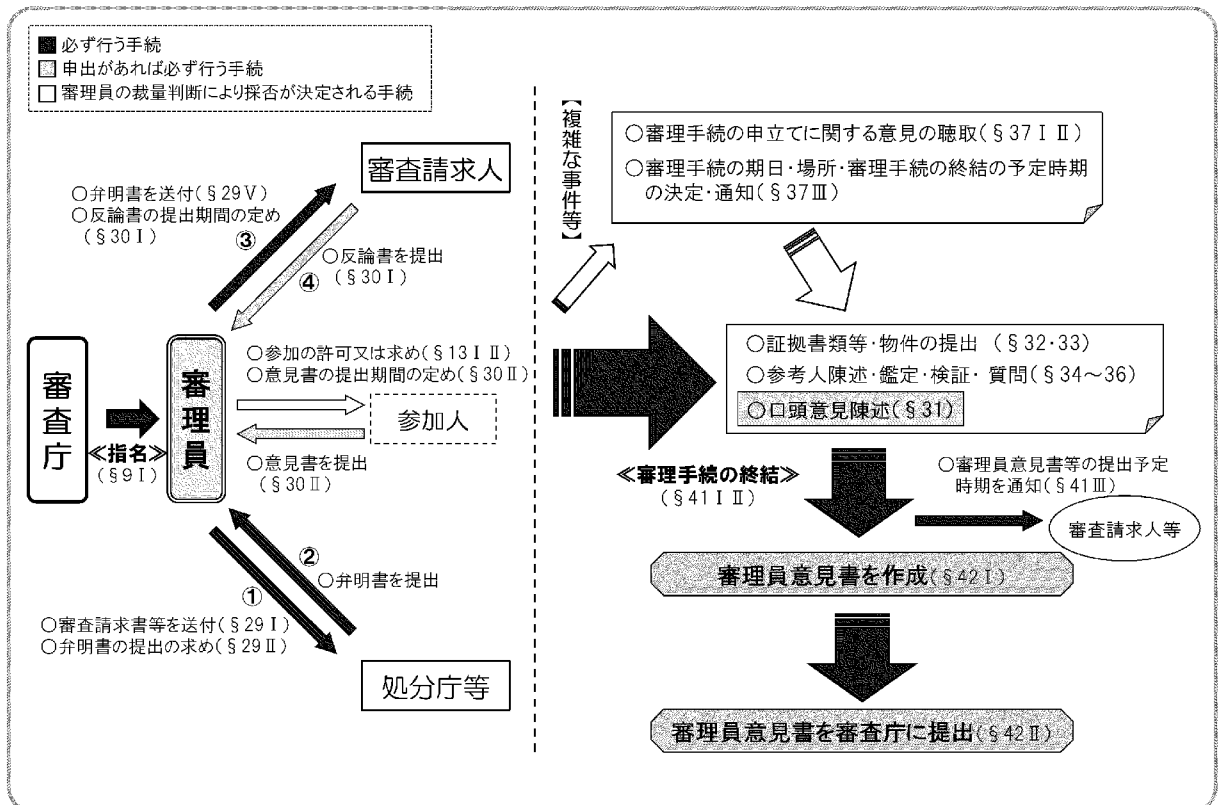 ■必ず行う手続
□申出があれば必ず行う手続
□審理員の裁量判断により採否が決定される手続
審査請求人
○弁明書を送付(§29Ⅴ)
○反論書の提出期間の定め
(§30Ⅰ)
③
○反論書を提出
(§30Ⅰ)
④
審査庁
≪指名≫
(§9Ⅰ)
審理員
○参加の許可又は求め(§13ⅠⅡ)
○意見書の提出期間の定め(§30Ⅱ)
参加人
○意見書を提出
(§30Ⅱ)
②
○弁明書を提出
①
○審査請求書等を送付(§29Ⅰ)
○弁明書の提出の求め(§29Ⅱ)
処分庁等
【複雑な事件等】
○審理手続の申立てに関する意見の聴取(§37ⅠⅡ)
○審理手続の期日・場所・審理手続の終結の予定時期
の決定・通知(§37Ⅲ)
○証拠書類等・物件の提出 (§32・33)
○参考人陳述・鑑定・検証・質問(§34～36)
○口頭意見陳述(§31)
≪審理手続の終結≫
(§41ⅠⅡ)
○審理員意見書等の提出予定
時期を通知(§41Ⅲ)
審査請求人等
審理員意見書を作成(§42Ⅰ)
審理員意見書を審査庁に提出(§42Ⅱ)